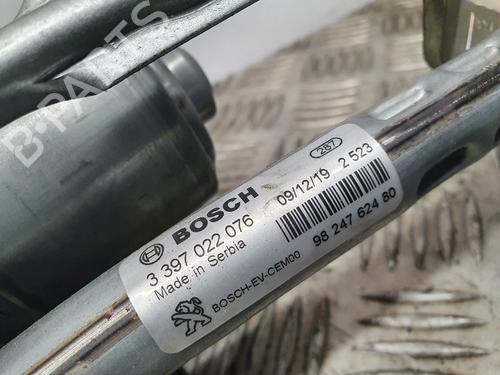 B-PARTS
BOSCH
3 397 022 076
Made in Serbia
BOSCH-EV-CEM00
287
09/12/19 2 523
98 247 624 80